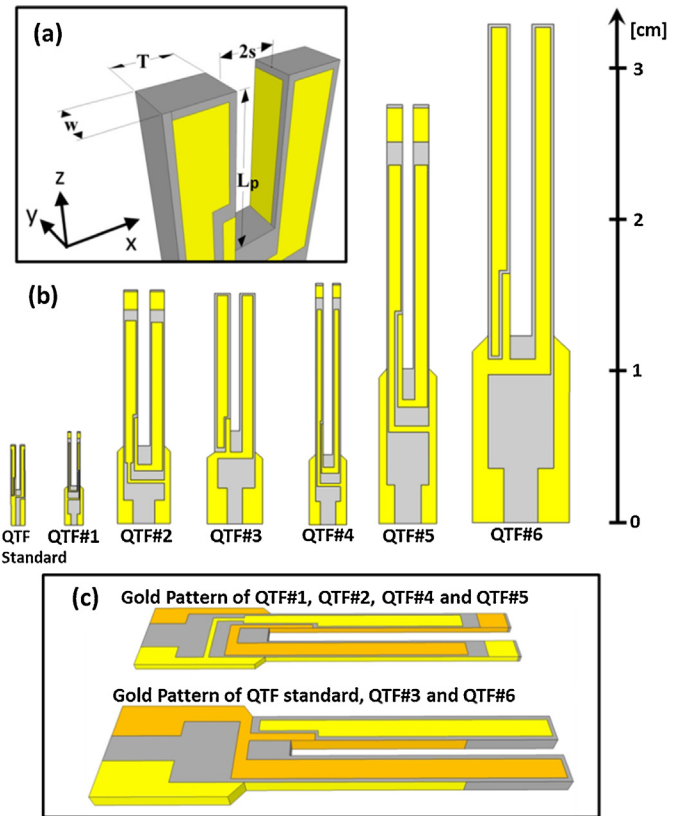 (a)
T
2s
w
Lp
z
y
x
[cm]
3
2
1
0
(b)
QTF
Standard
QTF#1
QTF#2
QTF#3
QTF#4
QTF#5
QTF#6
(c)
Gold Pattern of QTF#1, QTF#2, QTF#4 and QTF#5
Gold Pattern of QTF standard, QTF#3 and QTF#6